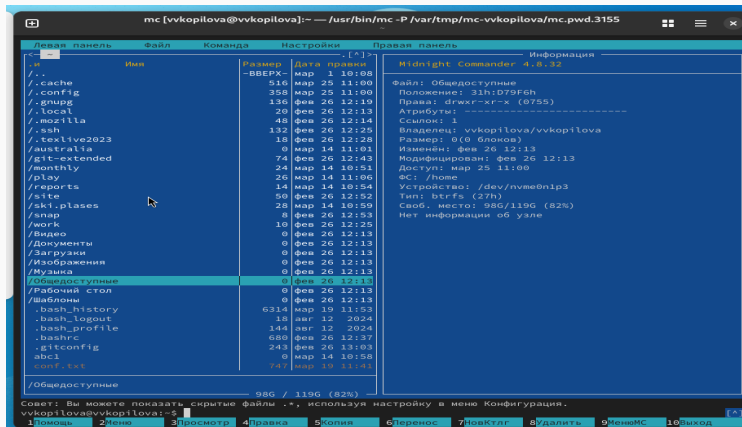 mc [vvkopilova@vvkopilova]:~ — /usr/bin/mc -P /var/tmp/mc-vvkopilova/mc.pwd.3155
Левая панель Файл Команда Настройки Правая панель
<- ~ .[^]> Информация
.и Имя Размер Дата правки Midnight Commander 4.8.32
/.. -ВВЕРХ- мар 1 10:08
/.cache 516 мар 25 11:00 Файл: Общедоступные
/.config 358 мар 25 11:00 Положение: 31h:D79F6h
/.gnupg 136 фев 26 12:19 Права: drwxr-xr-x (0755)
/.local 20 фев 26 12:13 Атрибуты: --------------------------
/.mozilla 48 фев 26 12:14 Ссылок: 1
/.ssh 132 фев 26 12:25 Владелец: vvkopilova/vvkopilova
/.texlive2023 18 фев 26 12:28 Размер: 0(0 блоков)
/australia 0 мар 14 11:01 Изменён: фев 26 12:13
/git-extended 74 фев 26 12:43 Модифицирован: фев 26 12:13
/monthly 24 мар 14 10:51 Доступ: мар 25 11:00
/play 26 мар 14 11:06 ФС: /home
/reports 14 мар 14 10:54 Устройство: /dev/nvme0n1p3
/site 50 фев 26 12:52 Тип: btrfs (27h)
/ski.plases 28 мар 14 10:59 Своб. место: 98G/119G (82%)
/snap 8 фев 26 12:53 Нет информации об узле
/work 10 фев 26 12:25
/Видео 0 фев 26 12:13
/Документы 0 фев 26 12:13
/Загрузки 0 фев 26 12:13
/Изображения 0 фев 26 12:13
/Музыка 0 фев 26 12:13
/Общедоступные 0 фев 26 12:13
/Рабочий стол 0 фев 26 12:13
/Шаблоны 0 фев 26 12:13
.bash_history 6314 мар 19 11:53
.bash_logout 18 авг 12 2024
.bash_profile 144 авг 12 2024
.bashrc 680 фев 26 12:37
.gitconfig 243 фев 26 13:03
abc1 0 мар 14 10:58
conf.txt 747 мар 19 11:41
/Общедоступные
98G / 119G (82%)
Совет: Вы можете показать скрытые файлы .*, используя настройку в меню Конфигурация.
vvkopilova@vvkopilova:~$ [^]
1Помощь 2Меню 3Просмотр 4Правка 5Копия 6Перенос 7НовКтлг 8Удалить 9МенюМС 10Выход